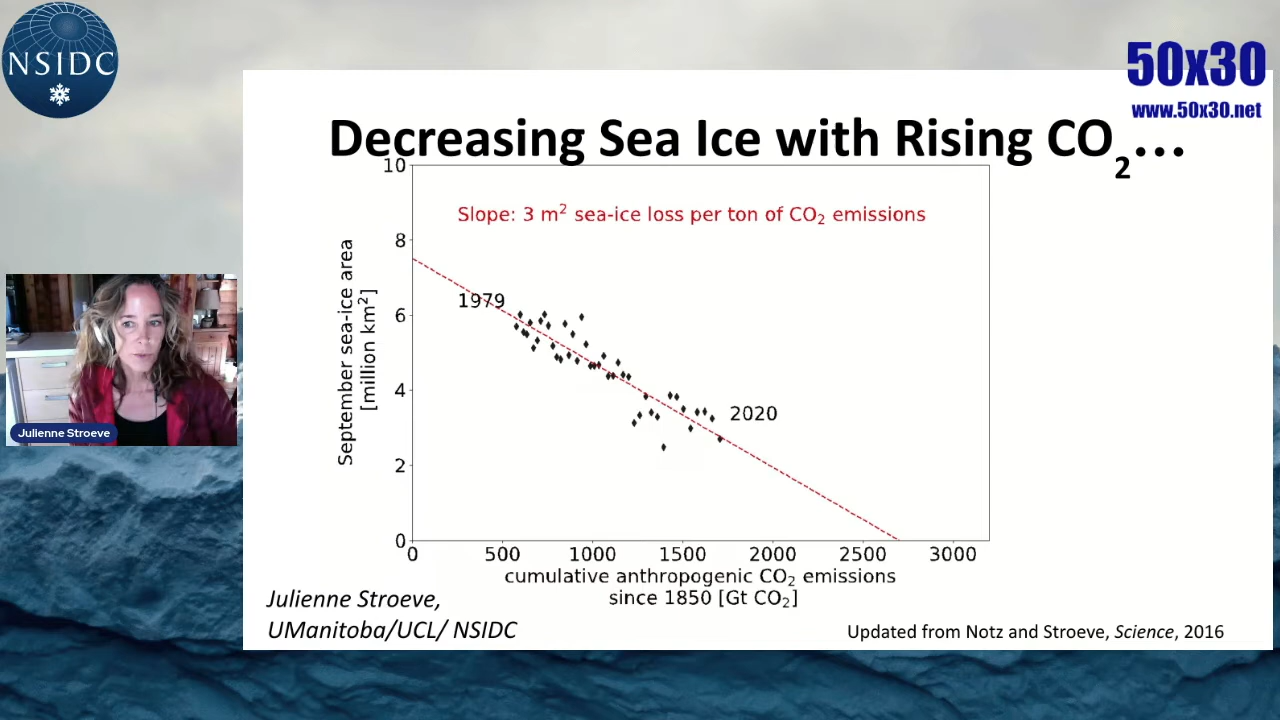 NSIDC
50x30
www.50x30.net
Decreasing Sea Ice with Rising CO2...
Slope: 3 m² sea-ice loss per ton of CO₂ emissions
September sea-ice area
[million km²]
10
8
6
4
2
0
1979
2020
0 500 1000 1500 2000 2500 3000
cumulative anthropogenic CO₂ emissions
since 1850 [Gt CO₂]
Julienne Stroeve
Julienne Stroeve,
UManitoba/UCL/ NSIDC
Updated from Notz and Stroeve, Science, 2016